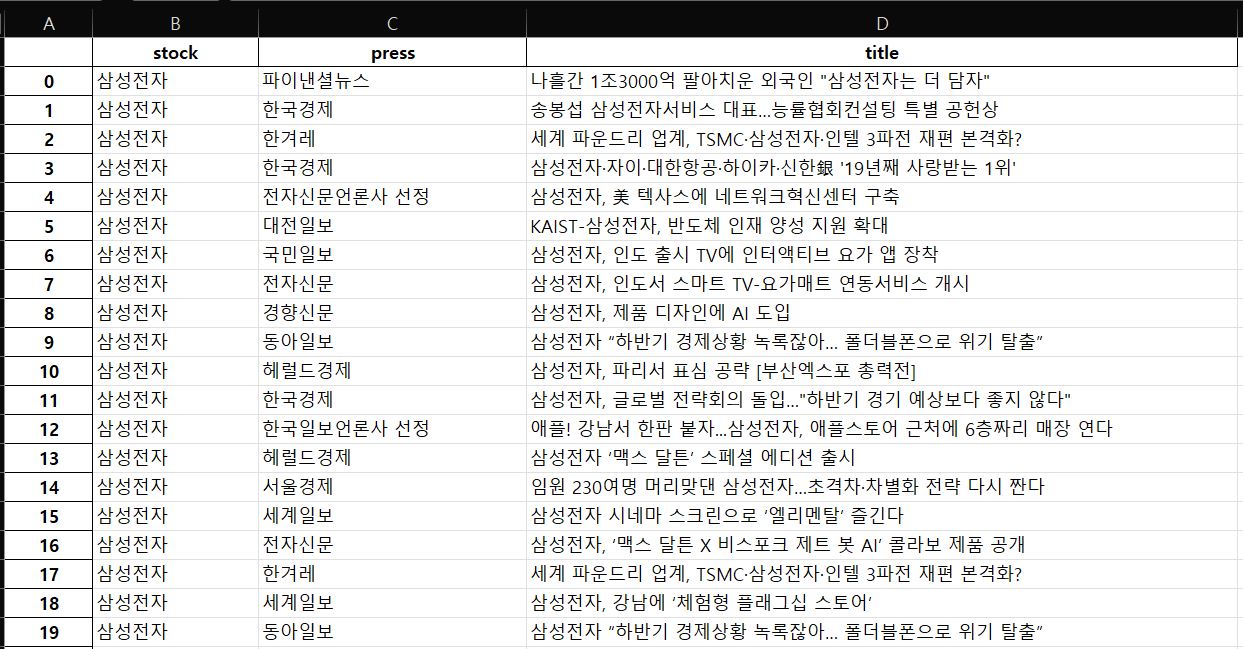 A B C D
stock press title
0 삼성전자 파이낸셜뉴스 나흘간 1조3000억 팔아치운 외국인 "삼성전자는 더 담자"
1 삼성전자 한국경제 송봉섭 삼성전자서비스 대표…능률협회컨설팅 특별 공헌상
2 삼성전자 한겨레 세계 파운드리 업계, TSMC·삼성전자·인텔 3파전 재편 본격화?
3 삼성전자 한국경제 삼성전자·자이·대한항공·하이카·신한銀 '19년째 사랑받는 1위'
4 삼성전자 전자신문언론사 선정 삼성전자, 美 텍사스에 네트워크혁신센터 구축
5 삼성전자 대전일보 KAIST-삼성전자, 반도체 인재 양성 지원 확대
6 삼성전자 국민일보 삼성전자, 인도 출시 TV에 인터액티브 요가 앱 장착
7 삼성전자 전자신문 삼성전자, 인도서 스마트 TV-요가매트 연동서비스 개시
8 삼성전자 경향신문 삼성전자, 제품 디자인에 AI 도입
9 삼성전자 동아일보 삼성전자 “하반기 경제상황 녹록잖아… 폴더블폰으로 위기 탈출”
10 삼성전자 헤럴드경제 삼성전자, 파리서 표심 공략 [부산엑스포 총력전]
11 삼성전자 한국경제 삼성전자, 글로벌 전략회의 돌입…"하반기 경기 예상보다 좋지 않다"
12 삼성전자 한국일보언론사 선정 애플! 강남서 한판 붙자...삼성전자, 애플스토어 근처에 6층짜리 매장 연다
13 삼성전자 헤럴드경제 삼성전자 ‘맥스 달튼’ 스페셜 에디션 출시
14 삼성전자 서울경제 임원 230여명 머리맞댄 삼성전자…초격차·차별화 전략 다시 짠다
15 삼성전자 세계일보 삼성전자 시네마 스크린으로 ‘엘리멘탈’ 즐긴다
16 삼성전자 전자신문 삼성전자, ‘맥스 달튼 X 비스포크 제트 봇 AI’ 콜라보 제품 공개
17 삼성전자 한겨레 세계 파운드리 업계, TSMC·삼성전자·인텔 3파전 재편 본격화?
18 삼성전자 세계일보 삼성전자, 강남에 ‘체험형 플래그십 스토어’
19 삼성전자 동아일보 삼성전자 “하반기 경제상황 녹록잖아… 폴더블폰으로 위기 탈출”